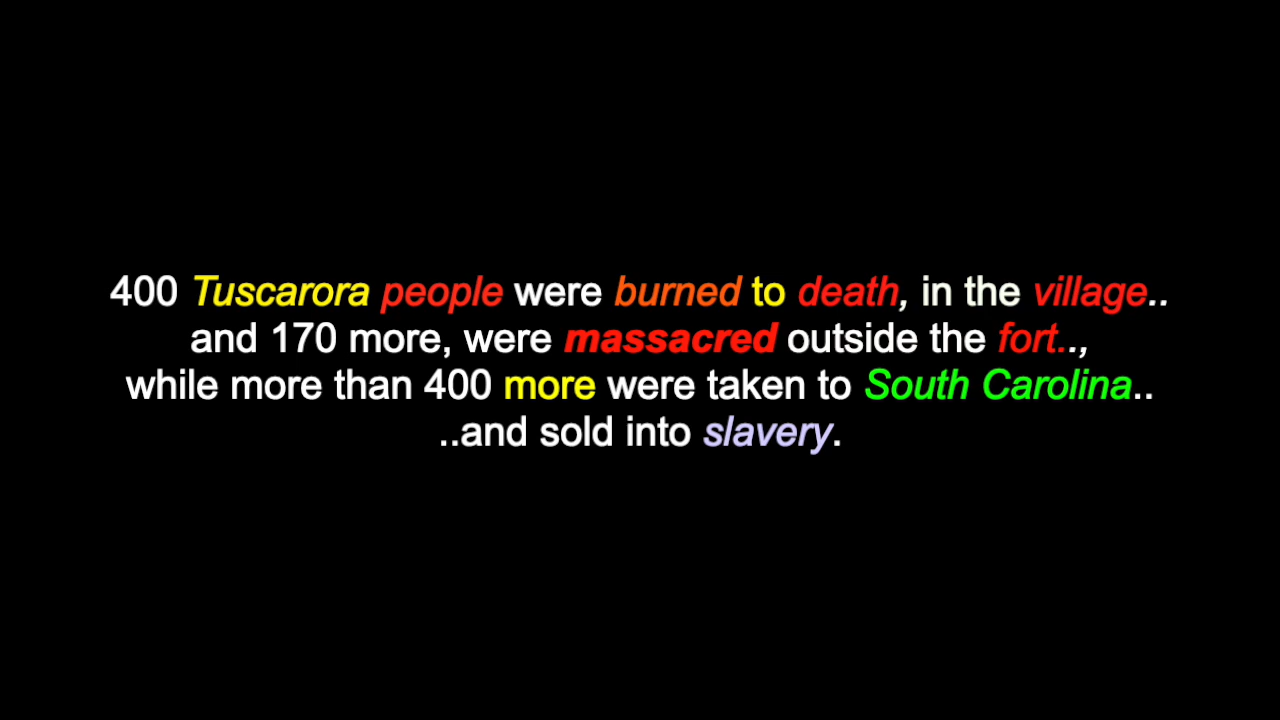 400 Tuscarora people were burned to death, in the village..
and 170 more, were massacred outside the fort..,
while more than 400 more were taken to South Carolina..
..and sold into slavery.